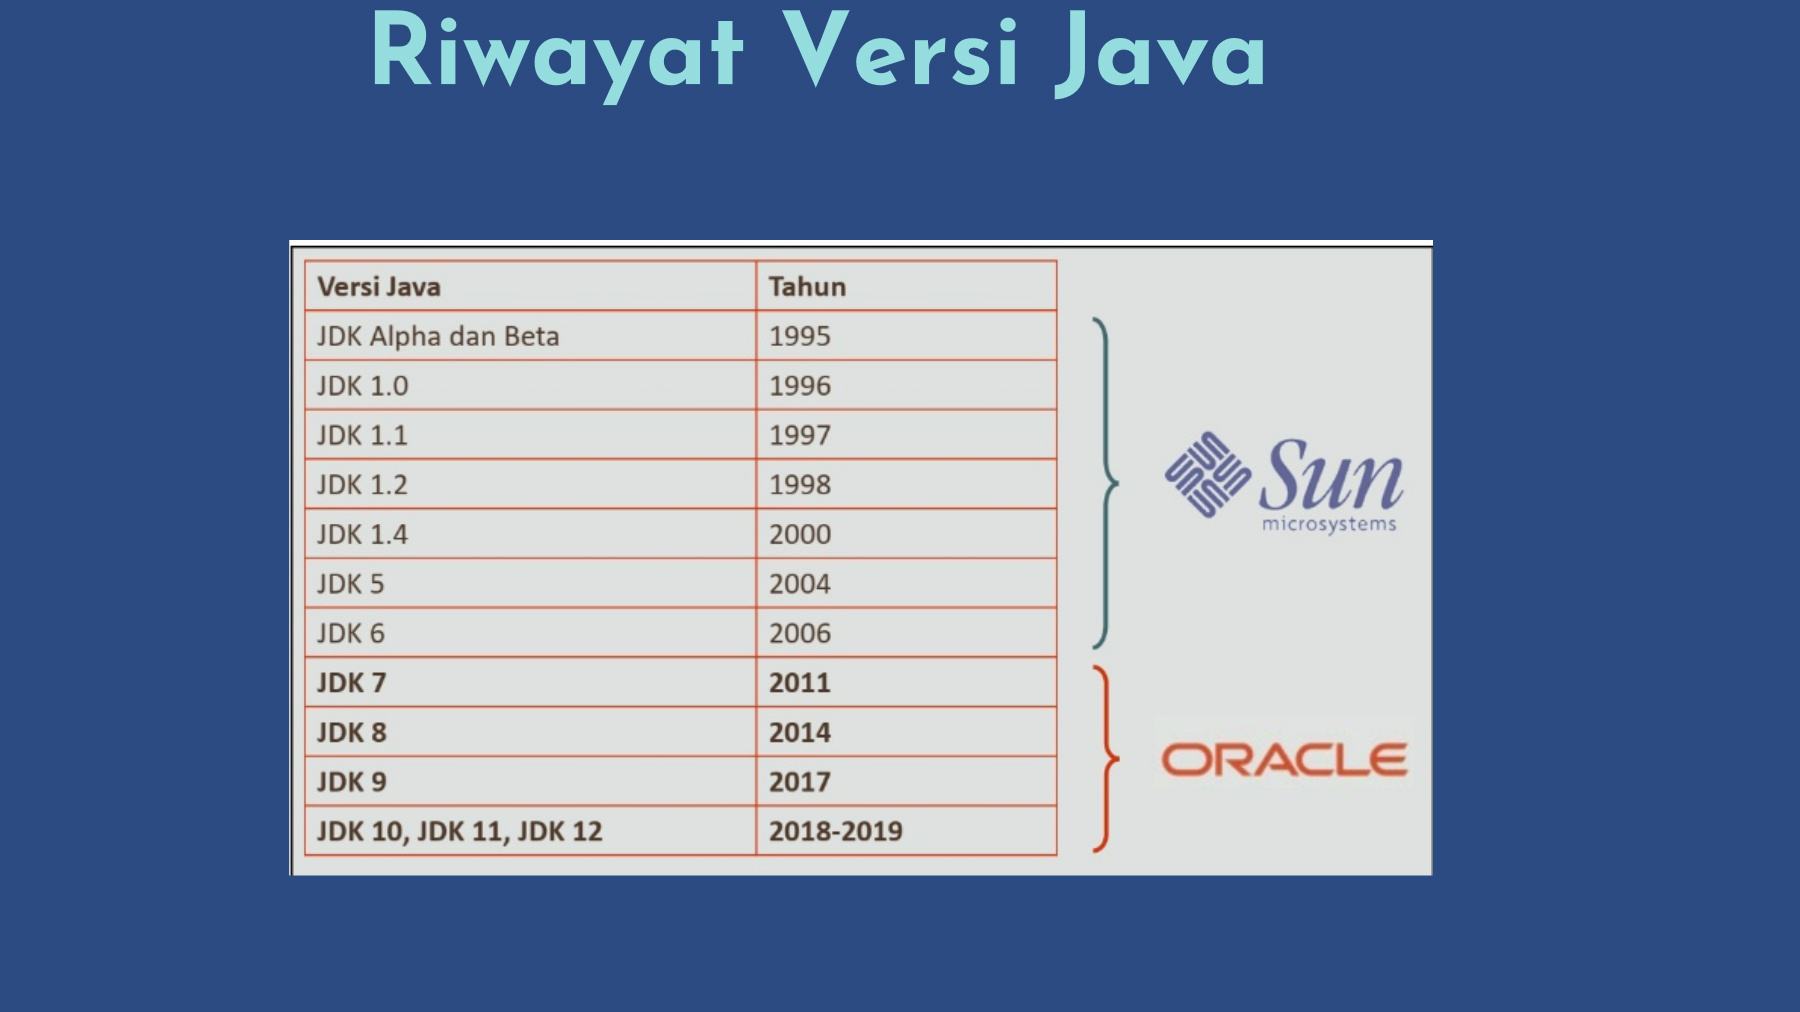 Riwayat Versi Java
Versi Java Tahun
JDK Alpha dan Beta 1995
JDK 1.0 1996
JDK 1.1 1997
JDK 1.2 1998
JDK 1.4 2000
JDK 5 2004
JDK 6 2006
JDK 7 2011
JDK 8 2014
JDK 9 2017
JDK 10, JDK 11, JDK 12 2018-2019
Sun
microsystems
ORACLE